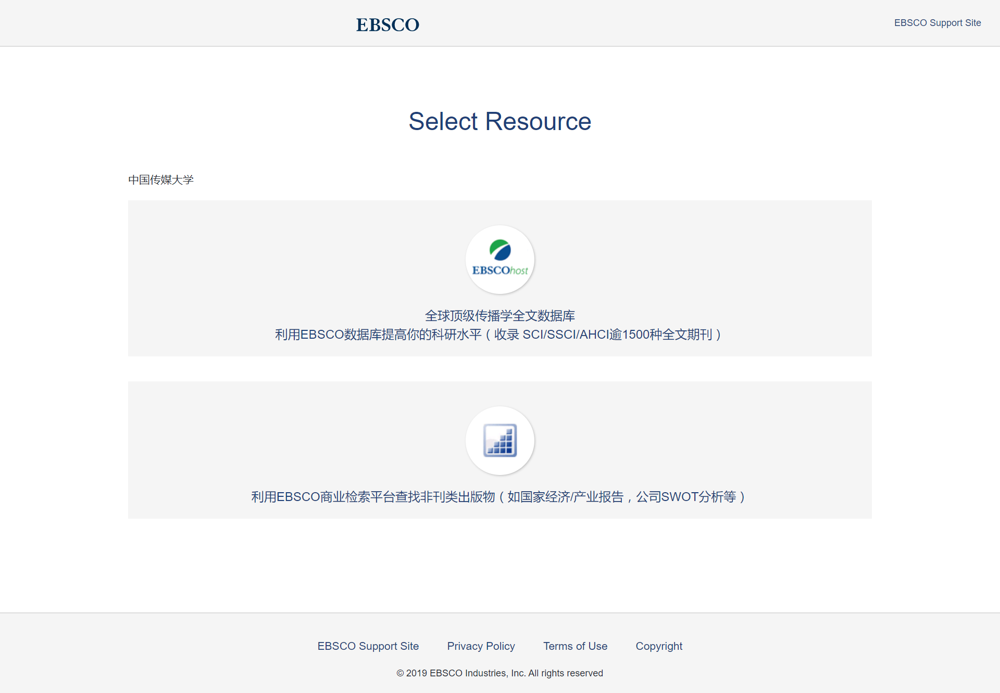 EBSCO
EBSCO Support Site
Select Resource
中国传媒大学
EBSCOhost
全球顶级传播学全文数据库
利用EBSCO数据库提高你的科研水平（收录 SCI/SSCI/AHCI逾1500种全文期刊）
利用EBSCO商业检索平台查找非刊类出版物（如国家经济/产业报告，公司SWOT分析等）
EBSCO Support Site Privacy Policy Terms of Use Copyright
© 2019 EBSCO Industries, Inc. All rights reserved